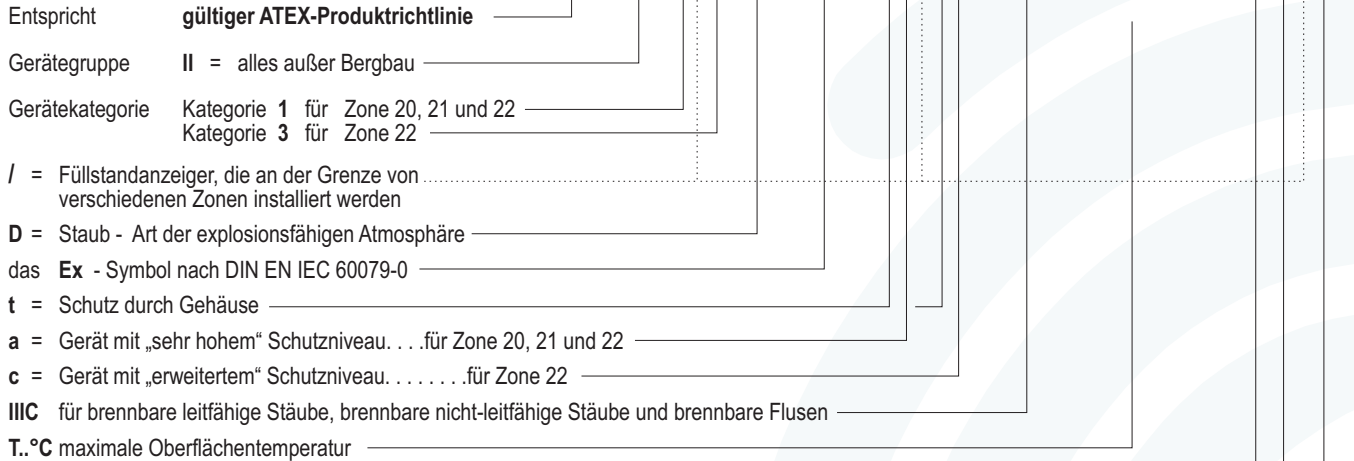 Entspricht gültiger ATEX-Produktrichtlinie
Gerätegruppe II = alles außer Bergbau
Gerätekategorie Kategorie 1 für Zone 20, 21 und 22
Kategorie 3 für Zone 22
/ = Füllstandanzeiger, die an der Grenze von
verschiedenen Zonen installiert werden
D = Staub - Art der explosionsfähigen Atmosphäre
das Ex - Symbol nach DIN EN IEC 60079-0
t = Schutz durch Gehäuse
a = Gerät mit „sehr hohem“ Schutzniveau. . . .für Zone 20, 21 und 22
c = Gerät mit „erweitertem“ Schutzniveau. . . . . . . .für Zone 22
IIIC für brennbare leitfähige Stäube, brennbare nicht-leitfähige Stäube und brennbare Flusen
T..°C maximale Oberflächentemperatur